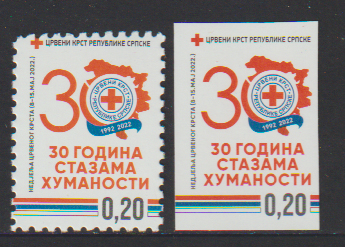 ЦРВЕНИ КРСТ РЕПУБЛИКЕ СРПСКЕ
НЕДЈЕЉА ЦРВЕНОГ КРСТА (8-15. МАЈ 2022.)
30
ЦРВЕНИ КРСТ
РЕПУБЛИКЕ СРПСКЕ
1992 2022
30 ГОДИНА
СТАЗАМА
ХУМАНОСТИ
0,20
ЦРВЕНИ КРСТ РЕПУБЛИКЕ СРПСКЕ
НЕДЈЕЉА ЦРВЕНОГ КРСТА (8-15. МАЈ 2022.)
30
ЦРВЕНИ КРСТ
РЕПУБЛИКЕ СРПСКЕ
1992 2022
30 ГОДИНА
СТАЗАМА
ХУМАНОСТИ
0,20